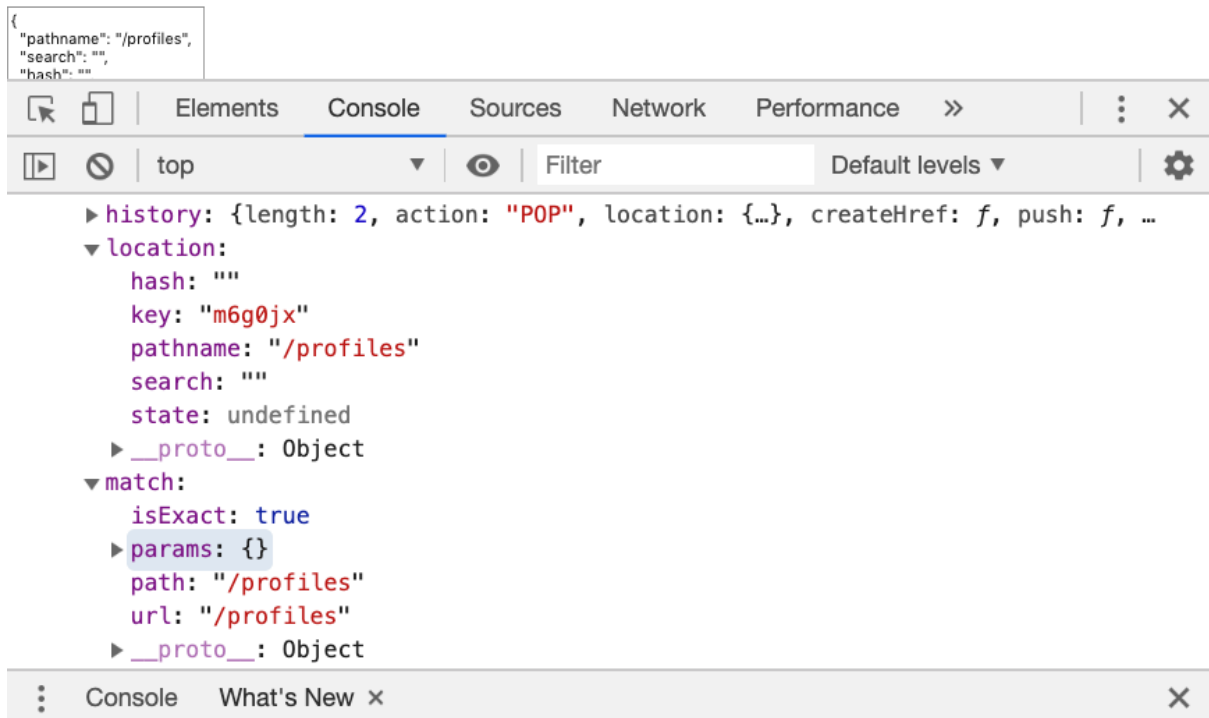 {
"pathname": "/profiles",
"search": "",
"hash": ""
Elements Console Sources Network Performance »
top Filter Default levels ▼
history: {length: 2, action: "POP", location: {…}, createHref: ƒ, push: ƒ, …
location:
hash: ""
key: "m6g0jx"
pathname: "/profiles"
search: ""
state: undefined
__proto__: Object
match:
isExact: true
params: {}
path: "/profiles"
url: "/profiles"
__proto__: Object
Console What's New ×